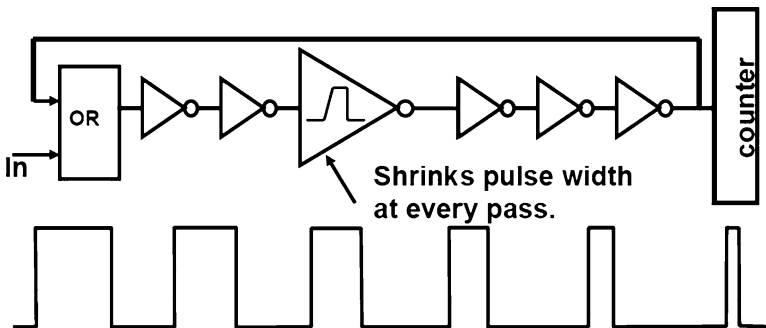 OR
In
counter
Shrinks pulse width
at every pass.